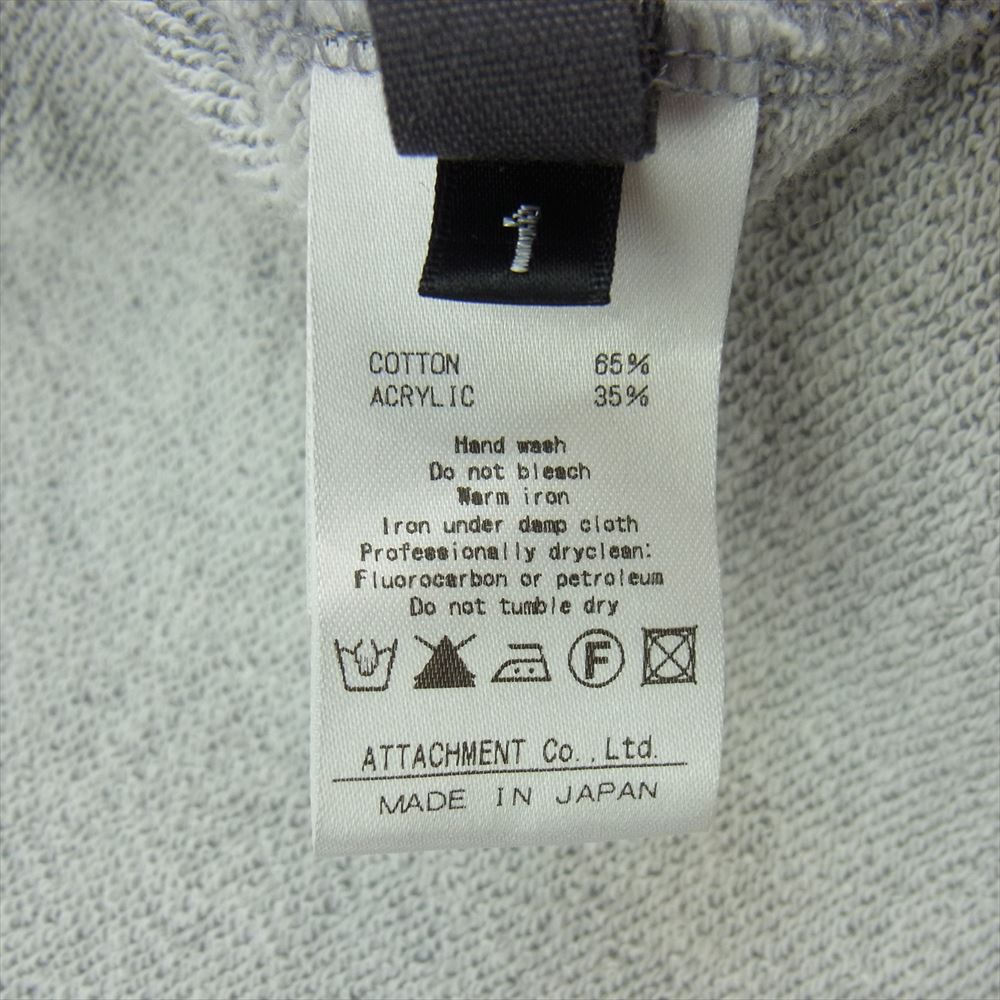 1
COTTON 65%
ACRYLIC 35%
Hand wash
Do not bleach
Warm iron
Iron under damp cloth
Professionally dryclean:
Fluorocarbon or petroleum
Do not tumble dry
F
ATTACHMENT Co.,Ltd.
MADE IN JAPAN